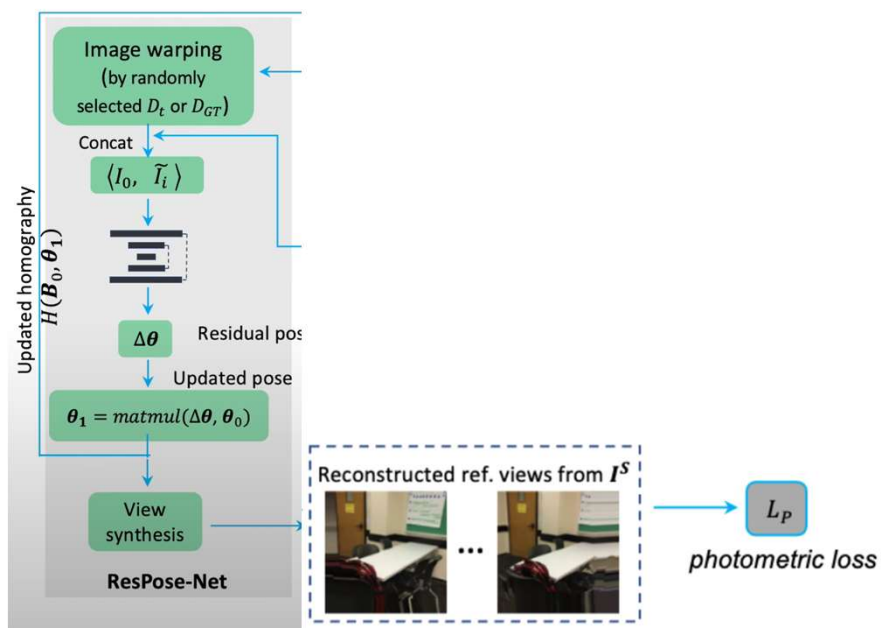 Image warping
(by randomly
selected D_t or D_GT)
Concat
⟨I_0, Ĩ_i⟩
Updated homography
H(B_0, θ_1)
Δθ
Residual
Updated pose
θ_1 = matmul(Δθ, θ_0)
View
synthesis
ResPose-Net
Reconstructed ref. views from I^S
...
L_P
photometric loss